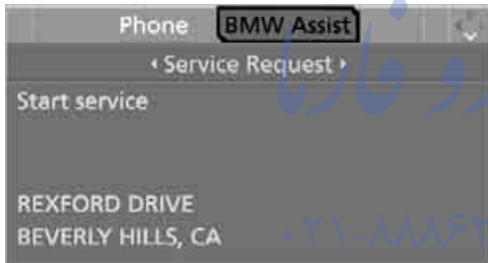 Phone BMW Assist
Service Request
Start service
REXFORD DRIVE
BEVERLY HILLS, CA